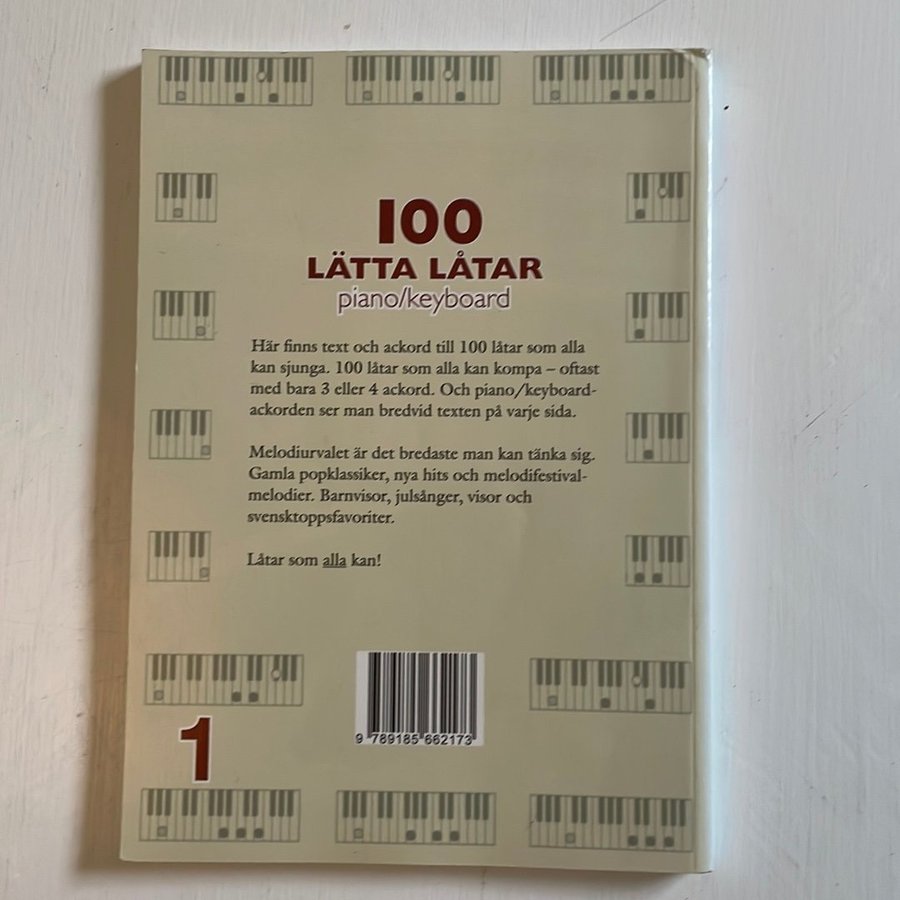 100
LÄTTA LÅTAR
piano/keyboard
Här finns text och ackord till 100 låtar som alla
kan sjunga. 100 låtar som alla kan kompa – oftast
med bara 3 eller 4 ackord. Och piano/keyboard-
ackorden ser man bredvid texten på varje sida.
Melodiurvalet är det bredaste man kan tänka sig.
Gamla popklassiker, nya hits och melodifestival-
melodier. Barnvisor, julsånger, visor och
svensktoppsfavoriter.
Låtar som alla kan!
9 789185 662173
1